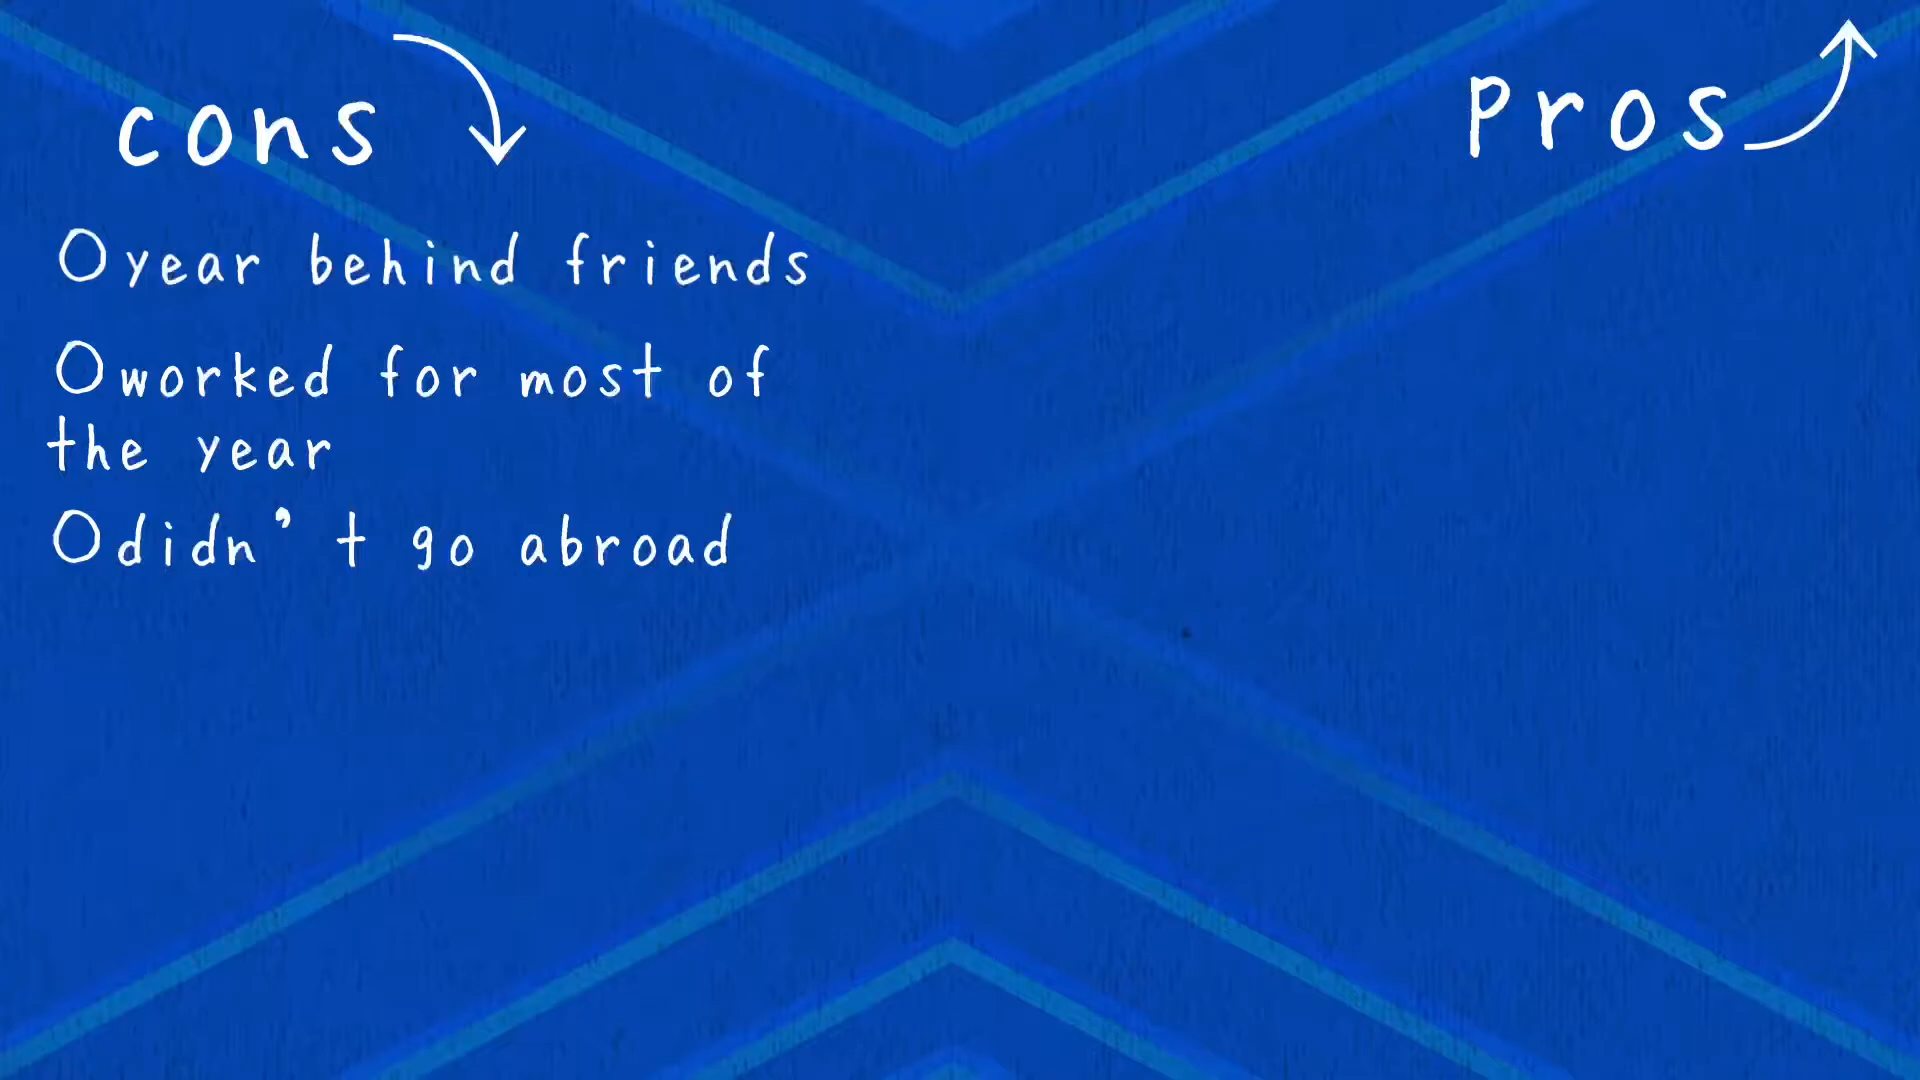 cons
pros
O year behind friends
O worked for most of
the year
O didn't go abroad